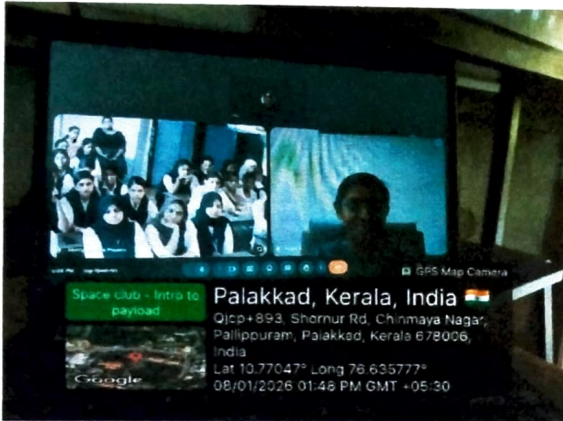 GPS Map Camera
Space club - Intro to
payload
Palakkad, Kerala, India
Qjcp+893, Shornur Rd, Chinmaya Nagar,
Pallippuram, Palakkad, Kerala 678006,
India
Lat 10.77047° Long 76.635777°
08/01/2026 01:48 PM GMT +05:30
Google